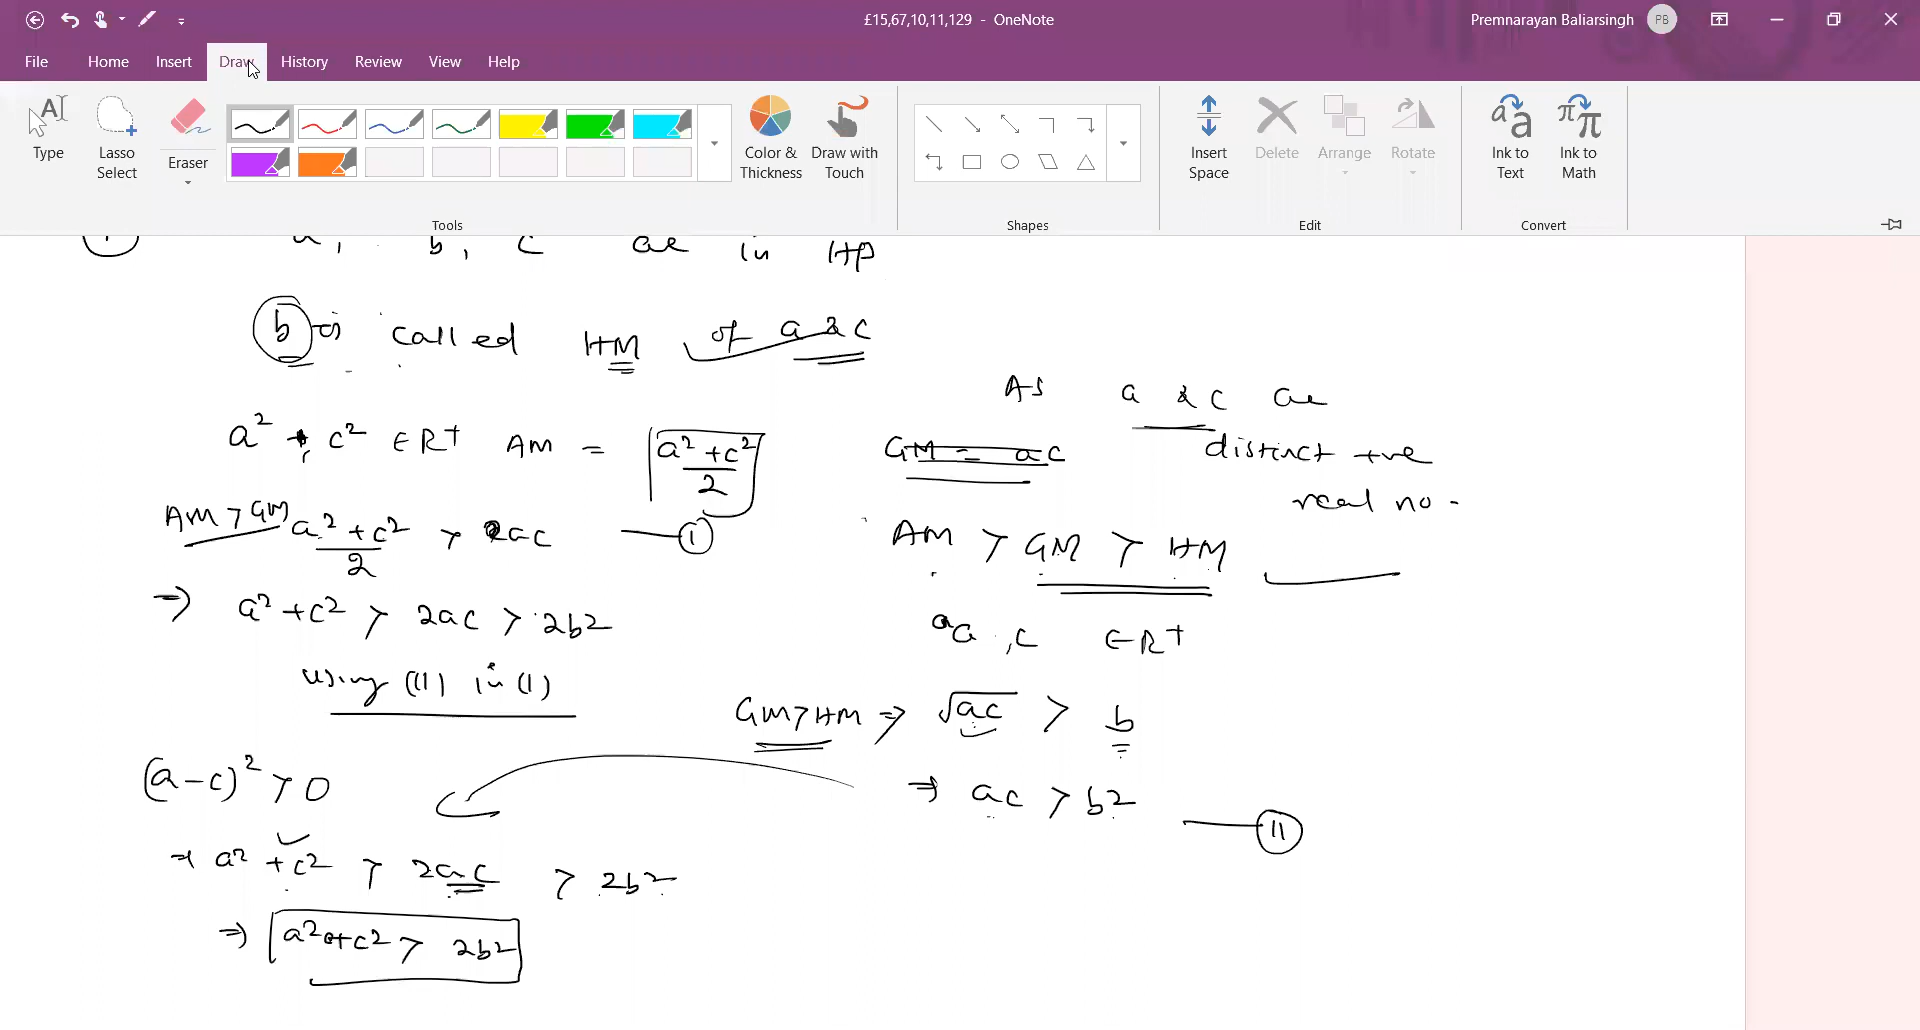 £15,67,10,11,129 - OneNote
Premnarayan Baliarsingh PB
File Home Insert Draw History Review View Help
Type
Lasso Select
Eraser
Color & Thickness
Draw with Touch
Insert Space
Delete
Arrange
Rotate
Ink to Text
Ink to Math
Tools
Shapes
Edit
Convert
a, b, c are in HP
b is called HM of a & c
As a & c are
distinct +ve
real no.
a² , c² ∈ R⁺ AM = (a² + c²)/2
GM = ac
AM > GM (a² + c²)/2 > ac — (I)
AM > GM > HM
⇒ a² + c² > 2ac > 2b²
a, c ∈ R⁺
using (II) in (I)
GM > HM ⇒ √ac > b
(a - c)² > 0
⇒ ac > b² — (II)
⇒ a² + c² > 2ac > 2b²
⇒ a² + c² > 2b²